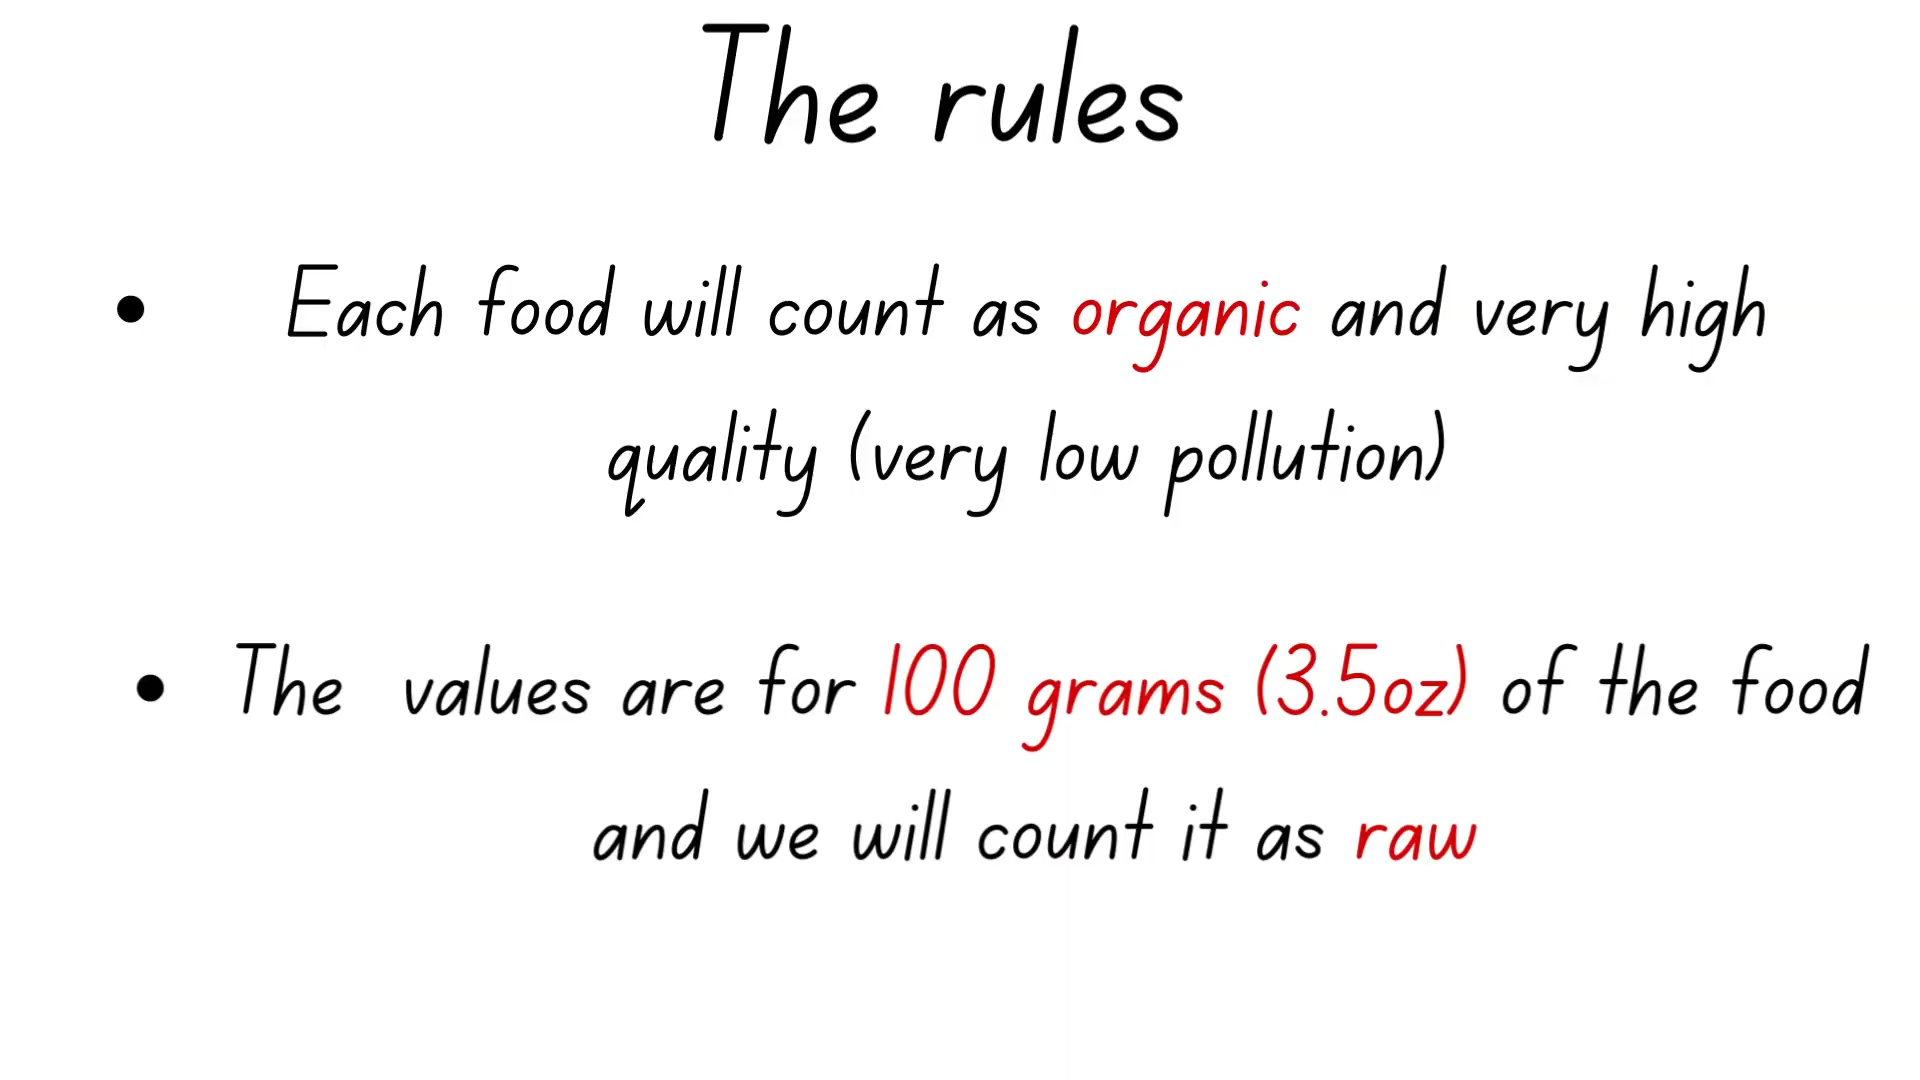 The rules
• Each food will count as organic and very high
quality (very low pollution)
• The values are for 100 grams (3.5oz) of the food
and we will count it as raw